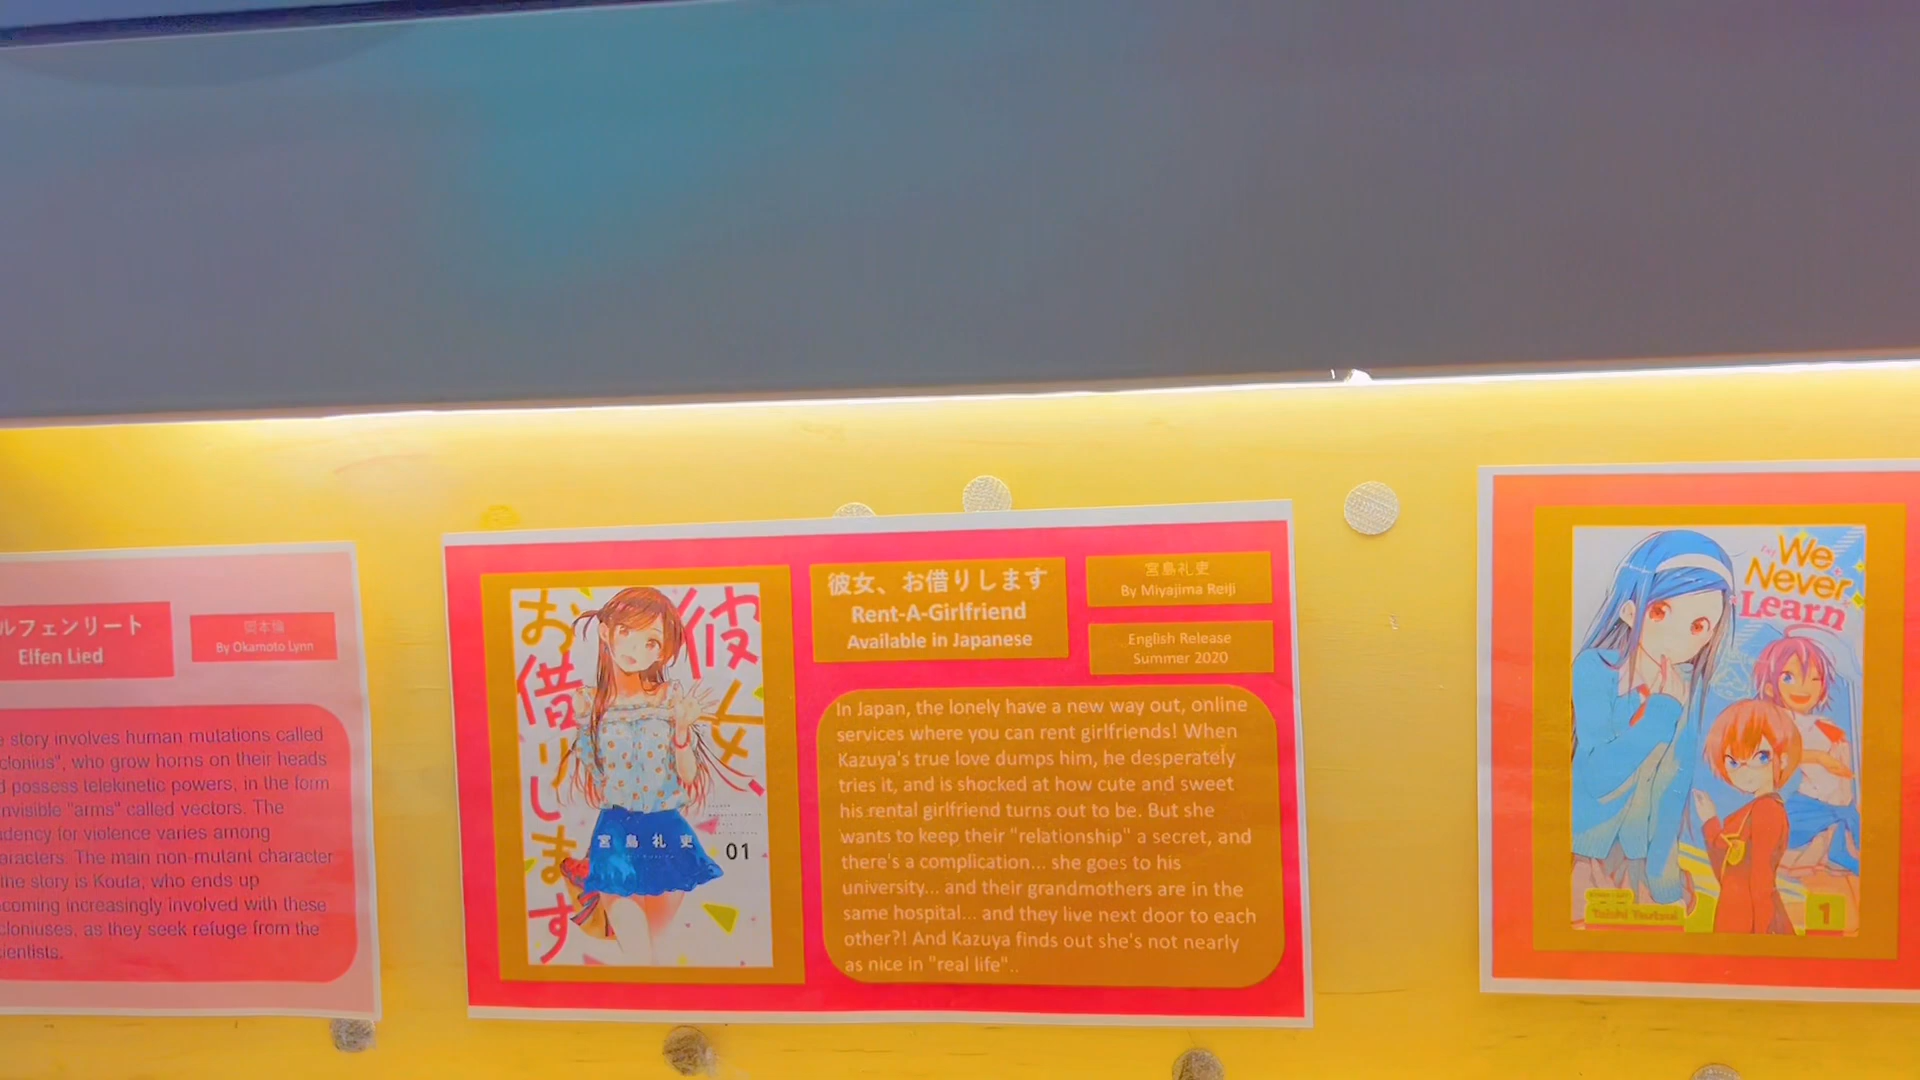 ルフェンリート
Elfen Lied
岡本倫
By Okamoto Lynn
story involves human mutations called
who grow horns on their heads
possess telekinetic powers, in the form
"arms" called vectors. The
for violence varies among
The main non-mutant character
the story is Kouta, who ends up
increasingly involved with these
as they seek refuge from the
彼女、
お借りします
宮島礼吏
01
彼女、お借りします
Rent-A-Girlfriend
Available in Japanese
宮島礼吏
By Miyajima Reiji
English Release
Summer 2020
In Japan, the lonely have a new way out, online
services where you can rent girlfriends! When
Kazuya's true love dumps him, he desperately
tries it, and is shocked at how cute and sweet
his rental girlfriend turns out to be. But she
wants to keep their "relationship" a secret, and
there's a complication... she goes to his
university... and their grandmothers are in the
same hospital... and they live next door to each
other?! And Kazuya finds out she's not nearly
as nice in "real life"..
We
Never
Learn
Taishi Tsutsui
1